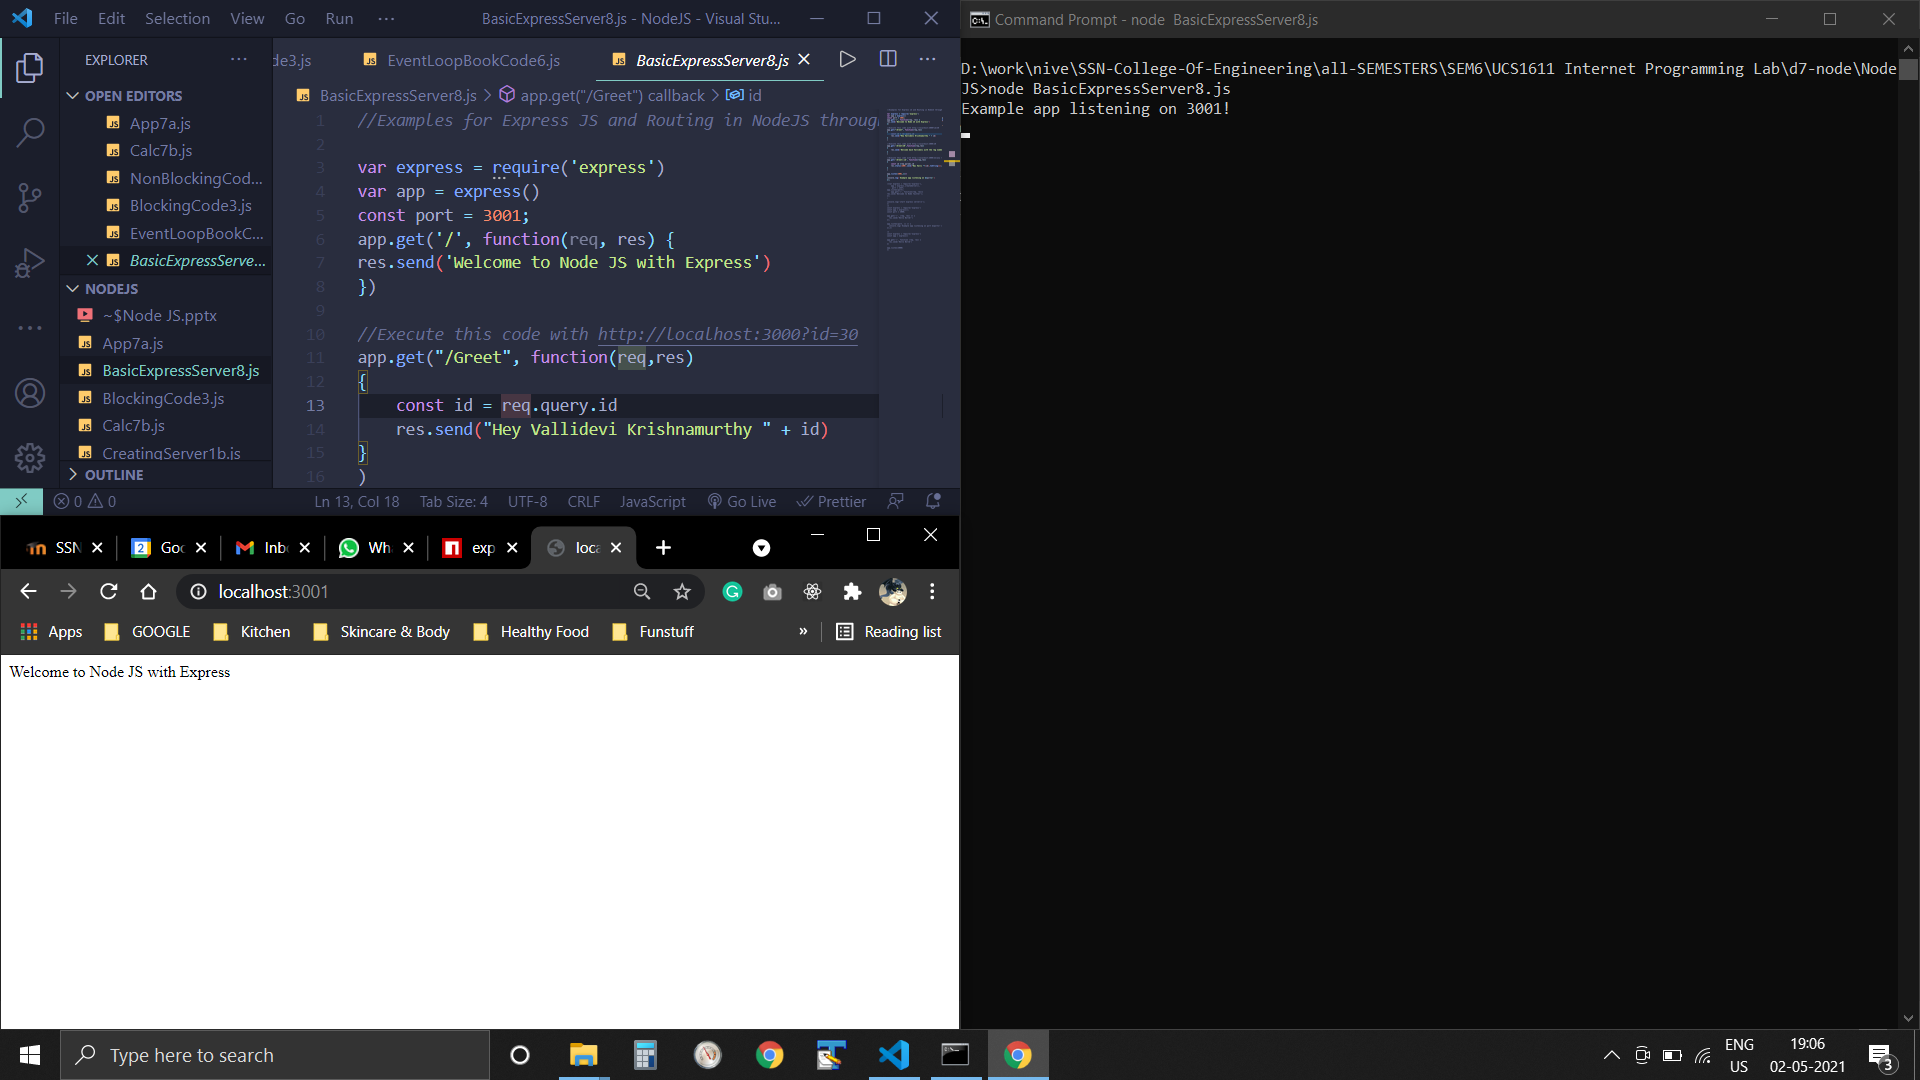 File Edit Selection View Go Run ··· BasicExpressServer8.js - NodeJS - Visual Stu...
EXPLORER ···
OPEN EDITORS
App7a.js
Calc7b.js
NonBlockingCod...
BlockingCode3.js
EventLoopBookC...
BasicExpressServe...
NODEJS
~$Node JS.pptx
App7a.js
BasicExpressServer8.js
BlockingCode3.js
Calc7b.js
CreatingServer1b.js
OUTLINE
de3.js EventLoopBookCode6.js BasicExpressServer8.js
BasicExpressServer8.js > app.get("/Greet") callback > id
1 //Examples for Express JS and Routing in NodeJS throug
2
3 var express = require('express')
4 var app = express()
5 const port = 3001;
6 app.get('/', function(req, res) {
7 res.send('Welcome to Node JS with Express')
8 })
9
10 //Execute this code with http://localhost:3000?id=30
11 app.get("/Greet", function(req,res)
12 {
13 const id = req.query.id
14 res.send("Hey Vallidevi Krishnamurthy " + id)
15 }
16 )
0 0 Ln 13, Col 18 Tab Size: 4 UTF-8 CRLF JavaScript Go Live Prettier
SSN Goo Inb Wh exp loca
localhost:3001
Apps GOOGLE Kitchen Skincare & Body Healthy Food Funstuff » Reading list
Welcome to Node JS with Express
Command Prompt - node BasicExpressServer8.js
D:\work\nive\SSN-College-Of-Engineering\all-SEMESTERS\SEM6\UCS1611 Internet Programming Lab\d7-node\Node
JS>node BasicExpressServer8.js
Example app listening on 3001!
Type here to search
ENG
US
19:06
02-05-2021
3